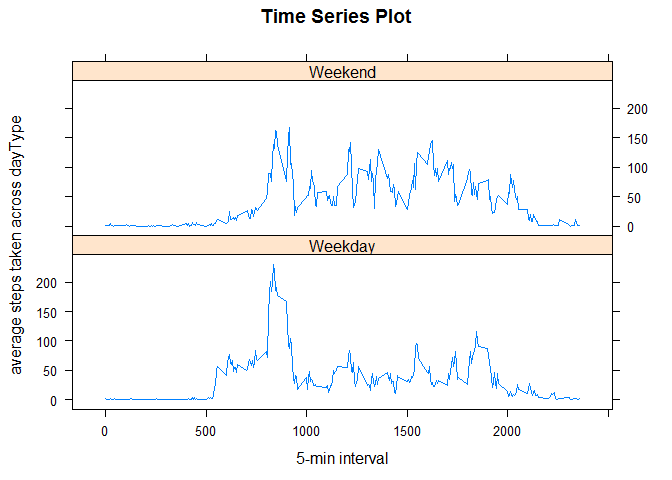 Time Series Plot
Weekend
200
150
100
50
0
Weekday
200
150
100
50
0
average steps taken across dayType
0 500 1000 1500 2000
5-min interval